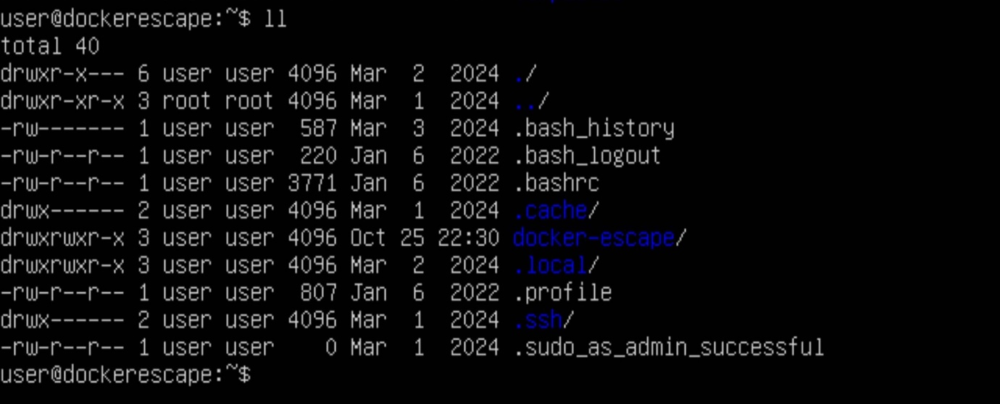 user@dockerescape:~$ ll
total 40
drwxr-x--- 6 user user 4096 Mar  2  2024 ./
drwxr-xr-x 3 root root 4096 Mar  1  2024 ../
-rw------- 1 user user  587 Mar  3  2024 .bash_history
-rw-r--r-- 1 user user  220 Jan  6  2022 .bash_logout
-rw-r--r-- 1 user user 3771 Jan  6  2022 .bashrc
drwx------ 2 user user 4096 Mar  1  2024 .cache/
drwxrwxr-x 3 user user 4096 Oct 25 22:30 docker-escape/
drwxrwxr-x 3 user user 4096 Mar  2  2024 .local/
-rw-r--r-- 1 user user  807 Jan  6  2022 .profile
drwx------ 2 user user 4096 Mar  1  2024 .ssh/
-rw-r--r-- 1 user user    0 Mar  1  2024 .sudo_as_admin_successful
user@dockerescape:~$